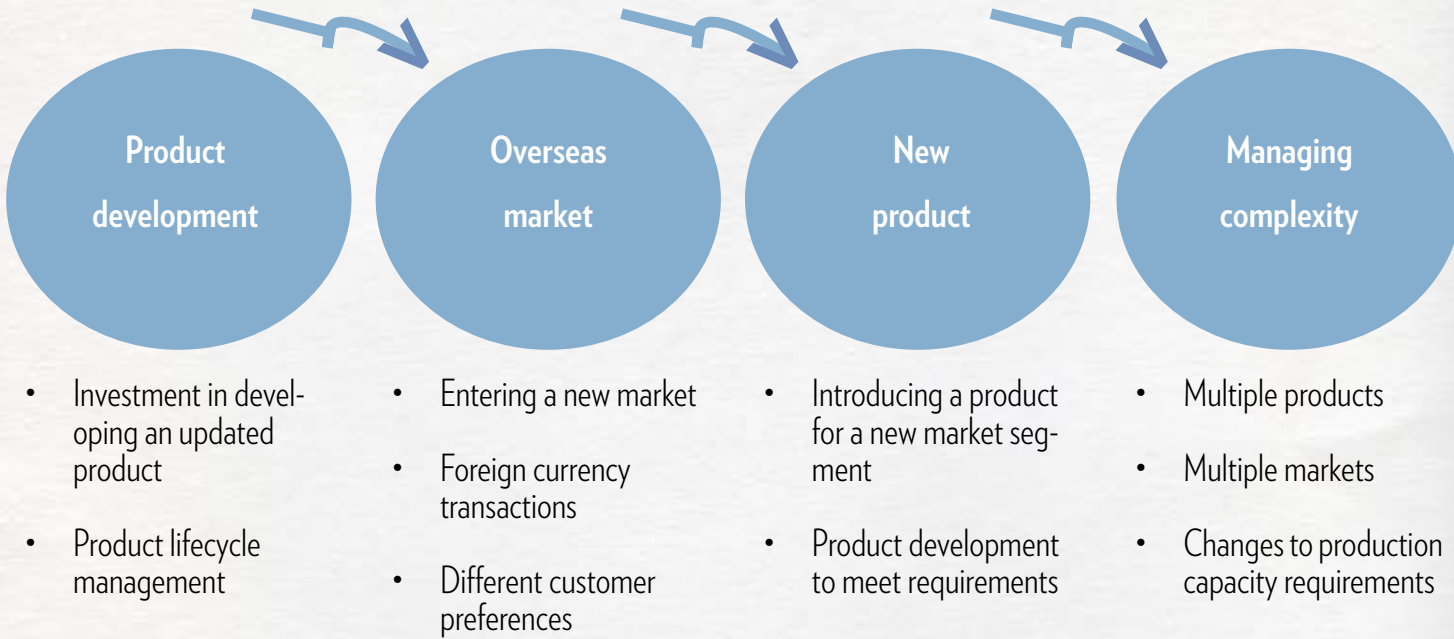 Product
development
Overseas
market
New
product
Managing
complexity
• Investment in devel-
oping an updated
product
• Product lifecycle
management
• Entering a new market
• Foreign currency
transactions
• Different customer
preferences
• Introducing a product
for a new market seg-
ment
• Product development
to meet requirements
• Multiple products
• Multiple markets
• Changes to production
capacity requirements